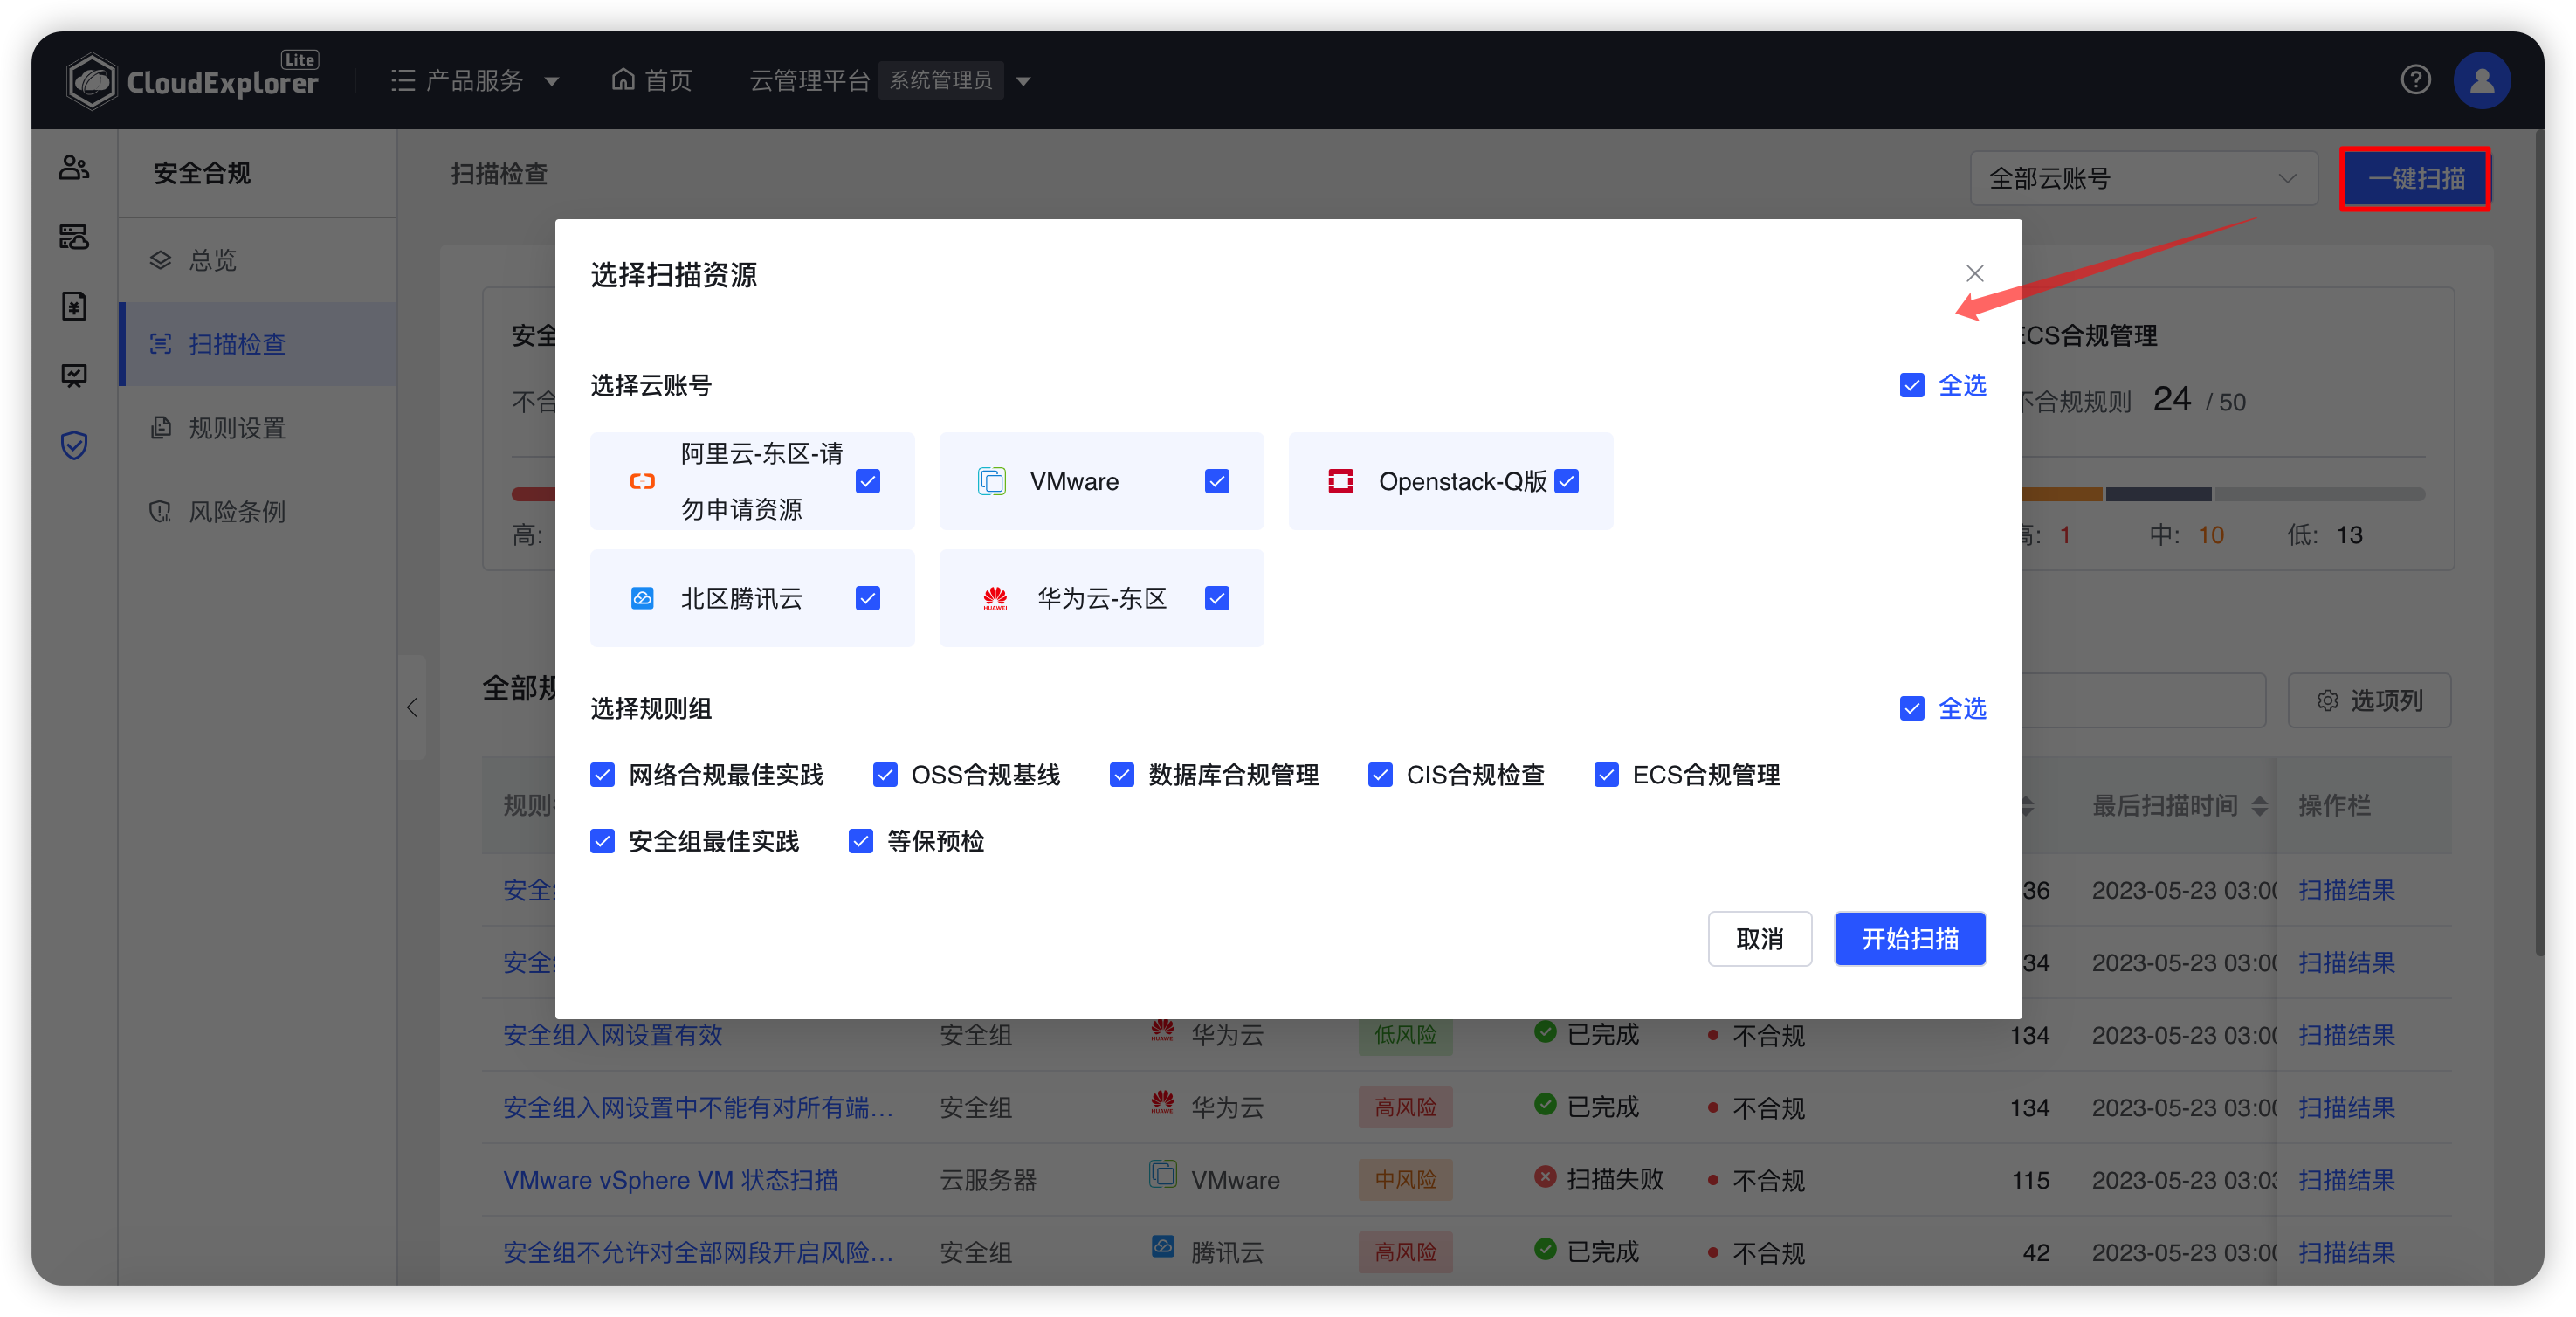 CloudExplorer Lite
产品服务
首页
云管理平台 系统管理员
安全合规
总览
扫描检查
规则设置
风险条例
扫描检查
全部云账号
一键扫描
选择扫描资源
选择云账号
全选
阿里云-东区-请
勿申请资源
VMware
Openstack-Q版
北区腾讯云
HUAWEI
华为云-东区
选择规则组
全选
网络合规最佳实践
OSS合规基线
数据库合规管理
CIS合规检查
ECS合规管理
安全组最佳实践
等保预检
取消
开始扫描
安全
不合
高:
ECS合规管理
不合规规则 24 / 50
高: 1 中: 10 低: 13
全部规
选项列
规则
最后扫描时间 操作栏
安全 36 2023-05-23 03:00 扫描结果
安全 34 2023-05-23 03:00 扫描结果
安全组入网设置有效 安全组 HUAWEI 华为云 低风险 已完成 不合规 134 2023-05-23 03:00 扫描结果
安全组入网设置中不能有对所有端... 安全组 HUAWEI 华为云 高风险 已完成 不合规 134 2023-05-23 03:00 扫描结果
VMware vSphere VM 状态扫描 云服务器 VMware 中风险 扫描失败 不合规 115 2023-05-23 03:03 扫描结果
安全组不允许对全部网段开启风险... 安全组 腾讯云 高风险 已完成 不合规 42 2023-05-23 03:00 扫描结果